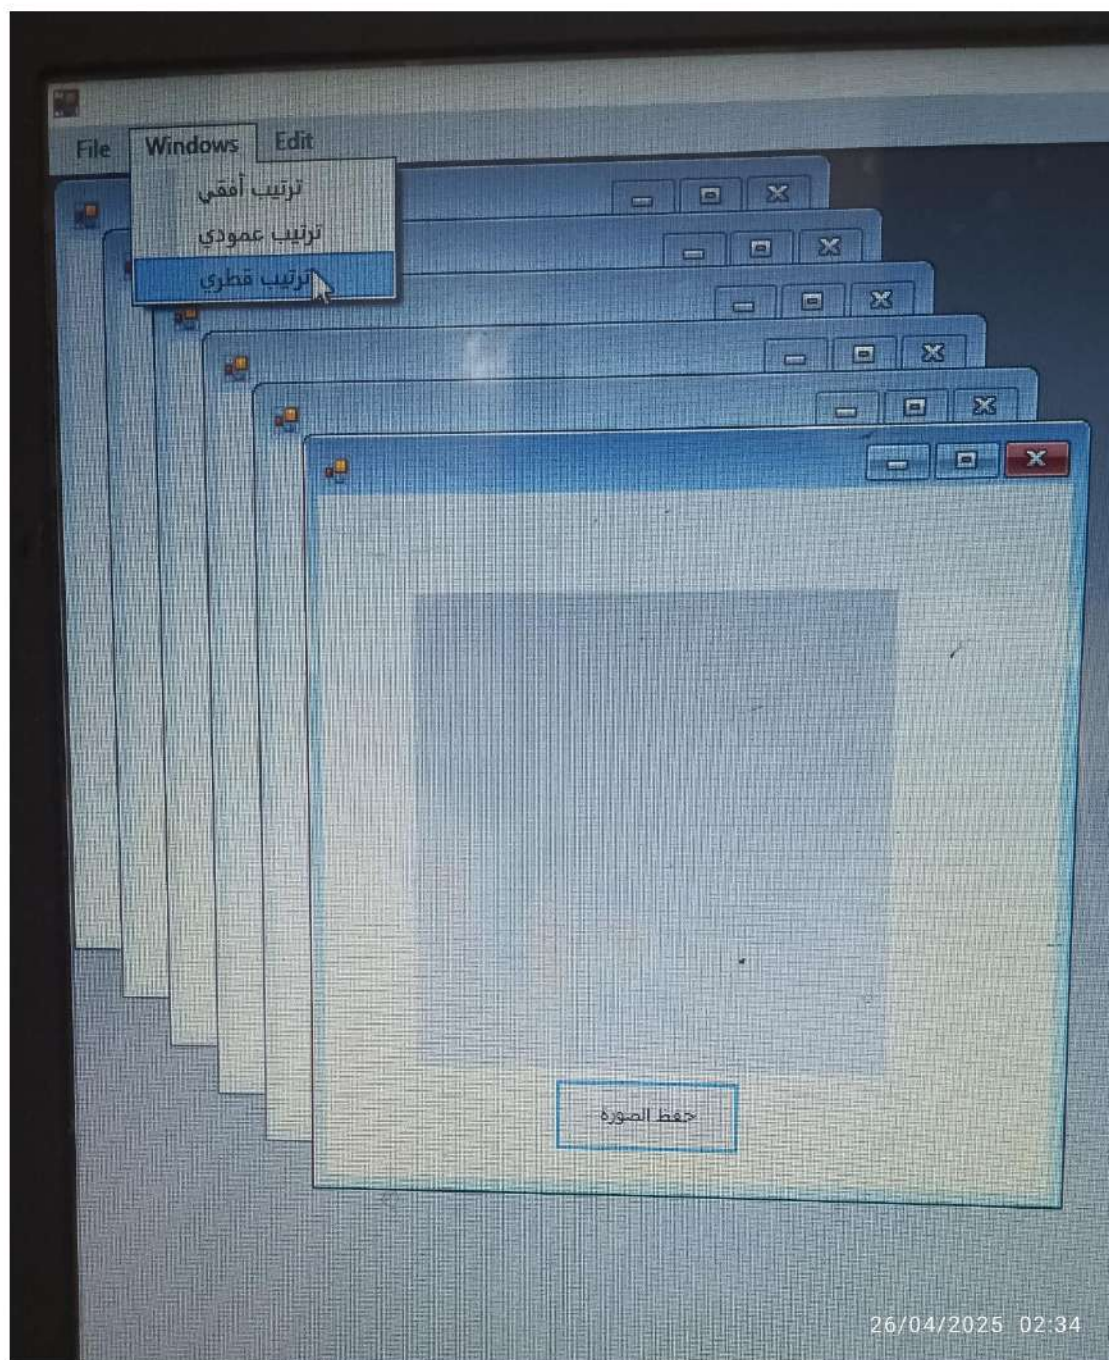 File Windows Edit
ترتيب أفقي
ترتيب عمودي
ترتيب قطري
حفظ الصورة
26/04/2025 02:34